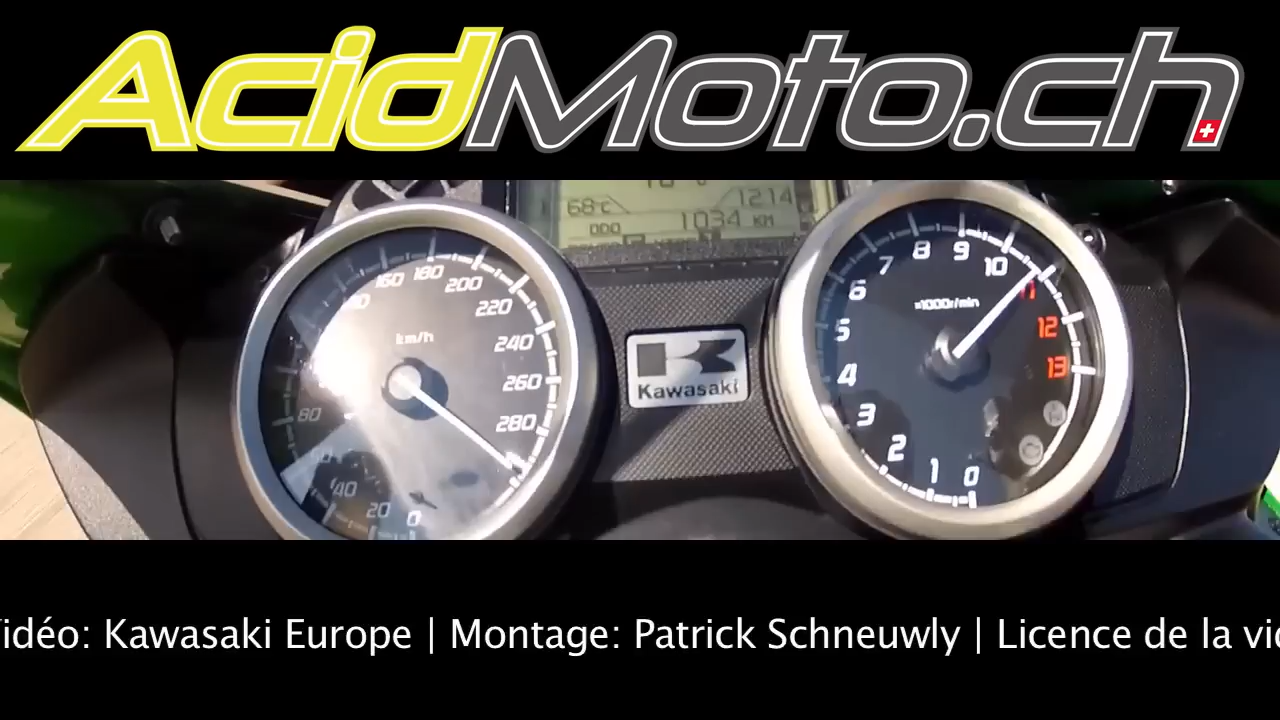 AcidMoto.ch
68°c 1214
ODO 1034 KM
160 180 200 220 240 260 280
km/h
80
40 20 0
Kawasaki
0 1 2 3 4 5 6 7 8 9 10 11 12 13
x1000r/min
idéo: Kawasaki Europe | Montage: Patrick Schneuwly | Licence de la vi